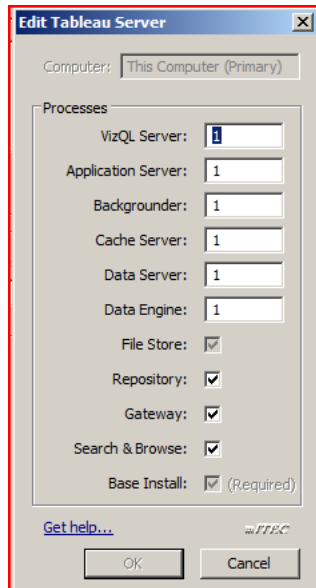 Edit Tableau Server
Computer: This Computer (Primary)
Processes
VizQL Server: 1
Application Server: 1
Backgrounder: 1
Cache Server: 1
Data Server: 1
Data Engine: 1
File Store:
Repository:
Gateway:
Search & Browse:
Base Install: (Required)
Get help... mITEC
OK Cancel